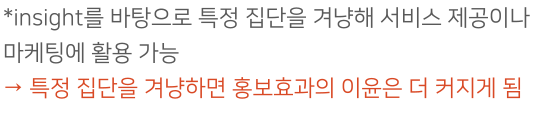 *insight를 바탕으로 특정 집단을 겨냥해 서비스 제공이나
마케팅에 활용 가능
→ 특정 집단을 겨냥하면 홍보효과의 이윤은 더 커지게 됨